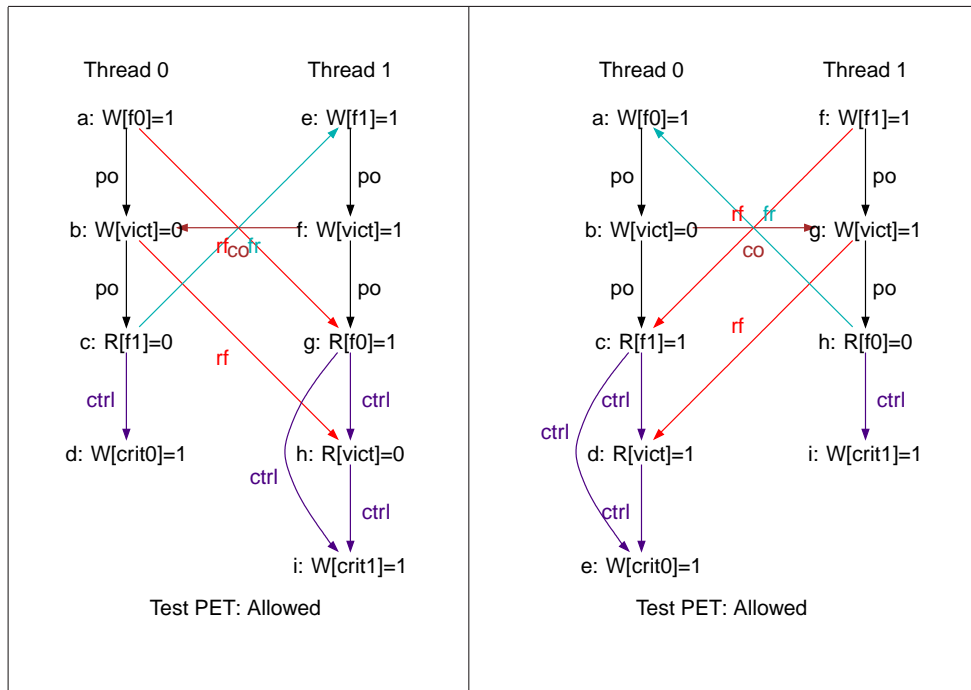 Thread 0
Thread 1
a: W[f0]=1
e: W[f1]=1
po
po
b: W[vict]=0
f: W[vict]=1
rf
co
fr
po
po
c: R[f1]=0
g: R[f0]=1
rf
ctrl
ctrl
d: W[crit0]=1
h: R[vict]=0
ctrl
ctrl
i: W[crit1]=1
Test PET: Allowed
Thread 0
Thread 1
a: W[f0]=1
f: W[f1]=1
po
po
rf
fr
b: W[vict]=0
g: W[vict]=1
co
po
po
rf
c: R[f1]=1
h: R[f0]=0
ctrl
ctrl
ctrl
d: R[vict]=1
i: W[crit1]=1
ctrl
e: W[crit0]=1
Test PET: Allowed